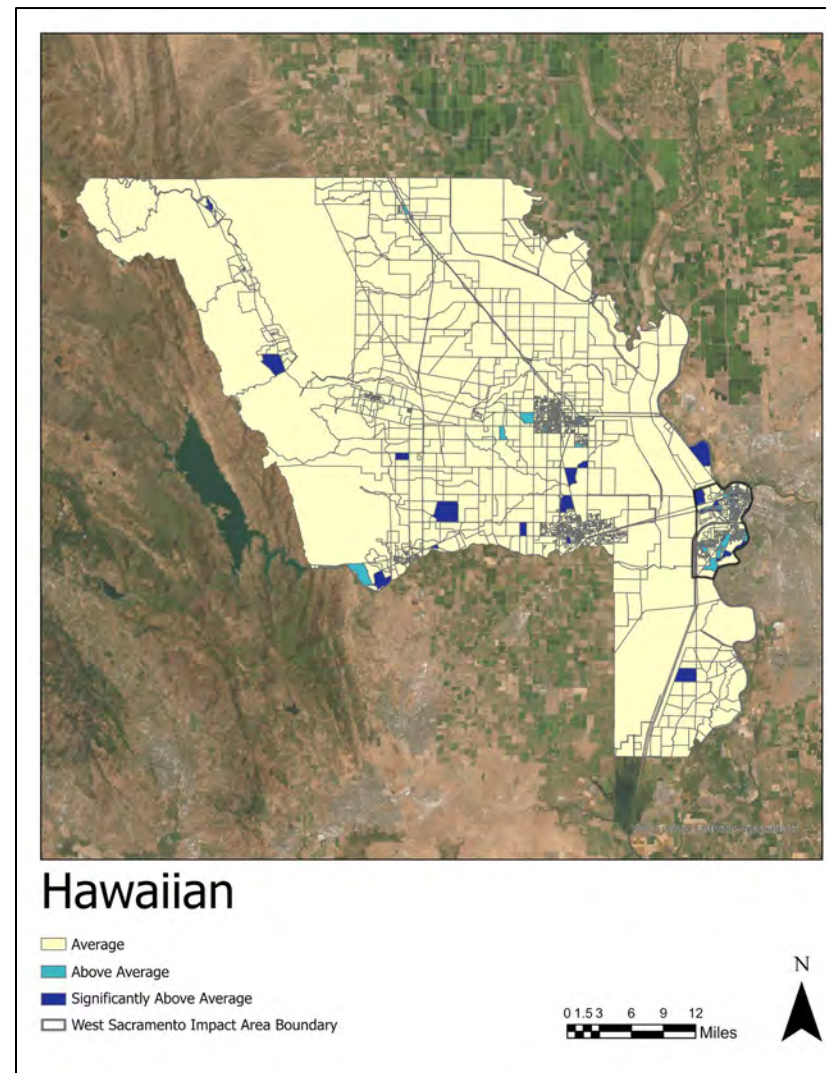 Hawaiian
Average
Above Average
Significantly Above Average
West Sacramento Impact Area Boundary
N
0 1.5 3 6 9 12
Miles